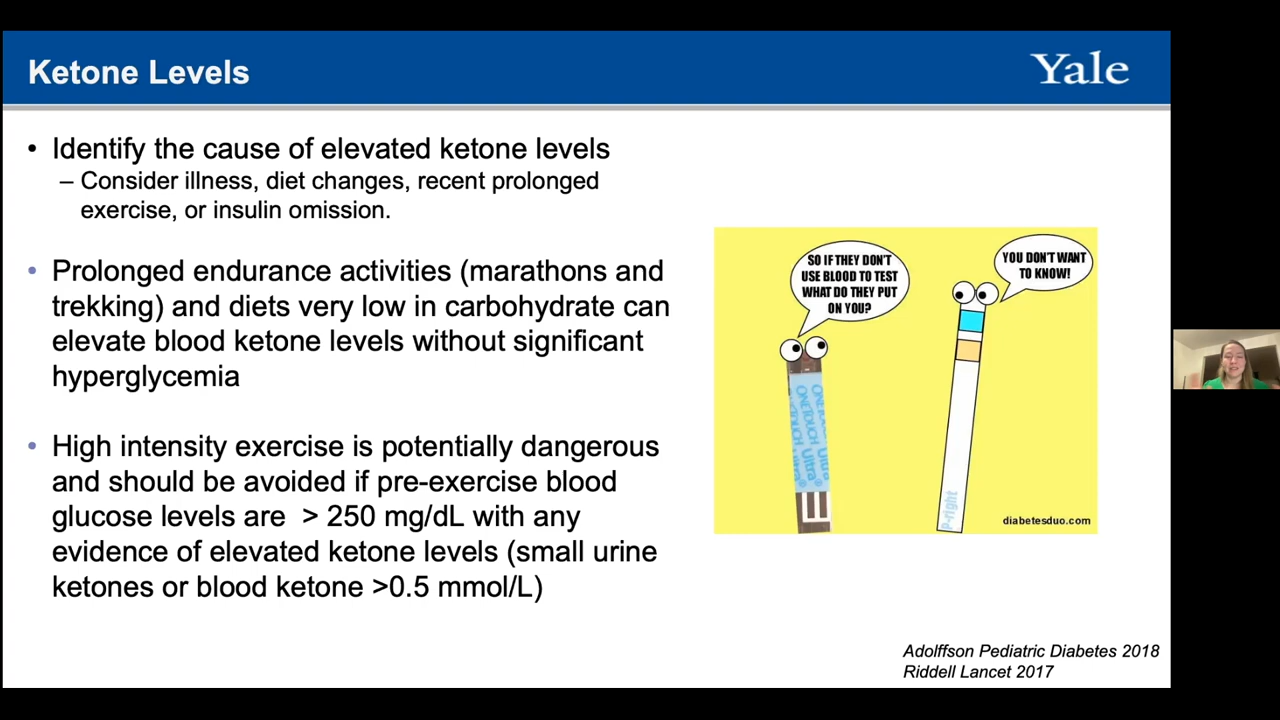 Ketone Levels
Yale
• Identify the cause of elevated ketone levels
– Consider illness, diet changes, recent prolonged
exercise, or insulin omission.
• Prolonged endurance activities (marathons and
trekking) and diets very low in carbohydrate can
elevate blood ketone levels without significant
hyperglycemia
• High intensity exercise is potentially dangerous
and should be avoided if pre-exercise blood
glucose levels are > 250 mg/dL with any
evidence of elevated ketone levels (small urine
ketones or blood ketone >0.5 mmol/L)
SO IF THEY DON'T
USE BLOOD TO TEST
WHAT DO THEY PUT
ON YOU?
YOU DON'T WANT
TO KNOW!
ONETOUCH Ultra
ONETOUCH Ultra
P-right
diabetesduo.com
Adolffson Pediatric Diabetes 2018
Riddell Lancet 2017